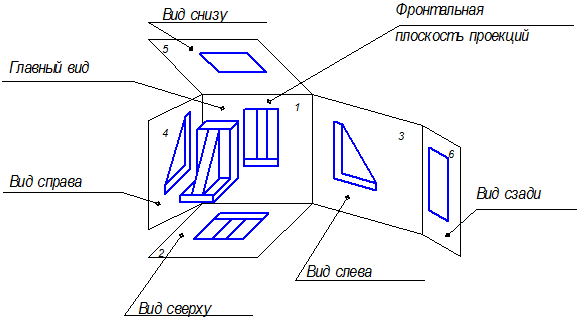 Вид снизу
Фронтальная
плоскость проекций
5
Главный вид
1
4
3
6
Вид справа
Вид сзади
2
Вид слева
Вид сверху